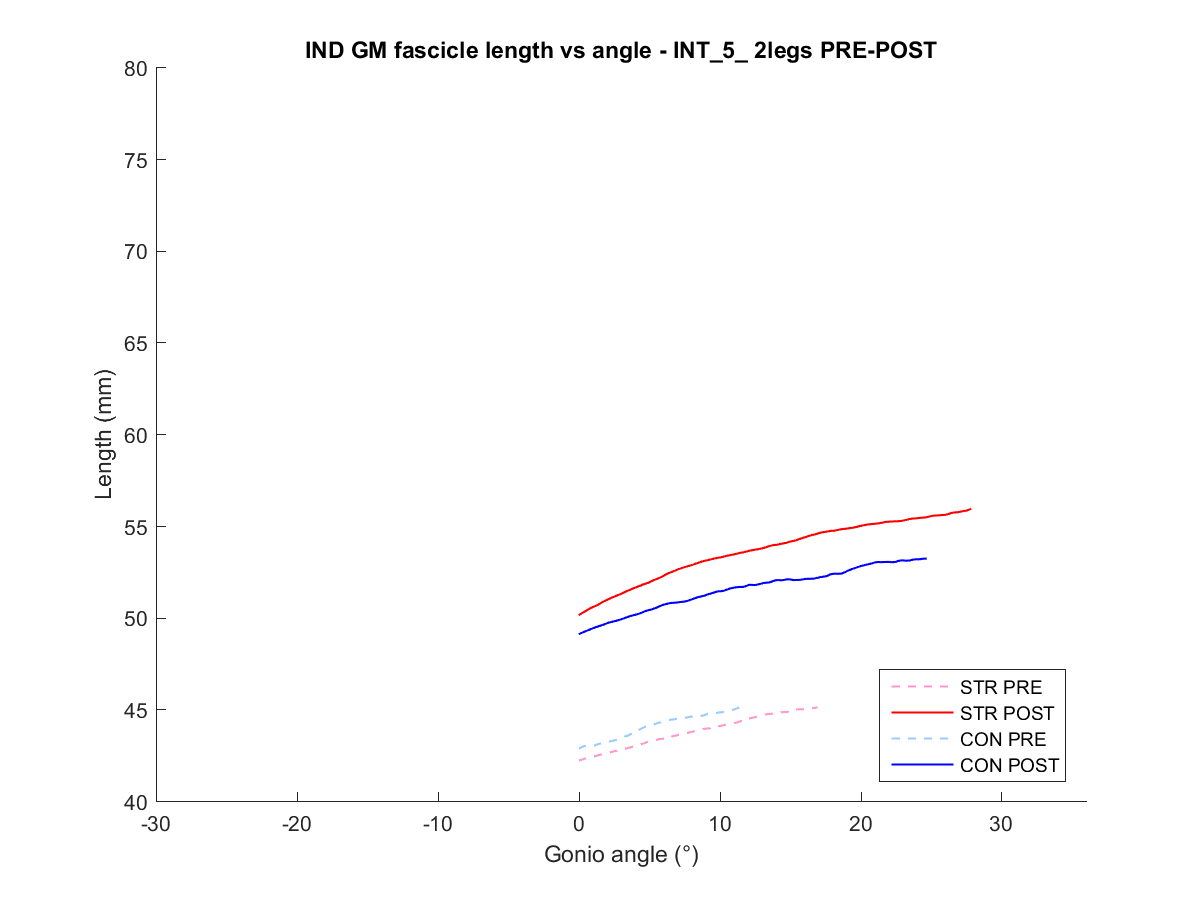 IND GM fascicle length vs angle - INT_5_ 2legs PRE-POST
80
75
70
65
60
55
50
45
40
Length (mm)
-30
-20
-10
0
10
20
30
Gonio angle (°)
STR PRE
STR POST
CON PRE
CON POST